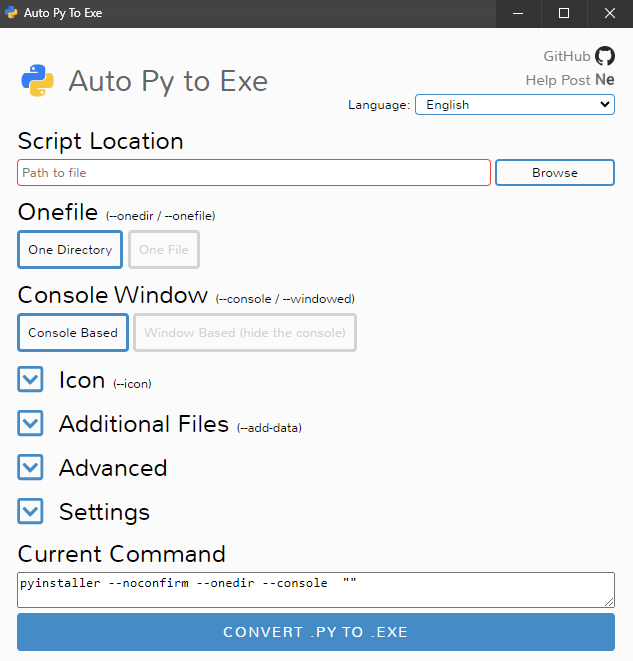 Auto Py To Exe
GitHub
Auto Py to Exe
Help Post Ne
Language: English
Script Location
Path to file Browse
Onefile (--onedir / --onefile)
One Directory One File
Console Window (--console / --windowed)
Console Based Window Based (hide the console)
Icon (--icon)
Additional Files (--add-data)
Advanced
Settings
Current Command
pyinstaller --noconfirm --onedir --console  ""
CONVERT .PY TO .EXE